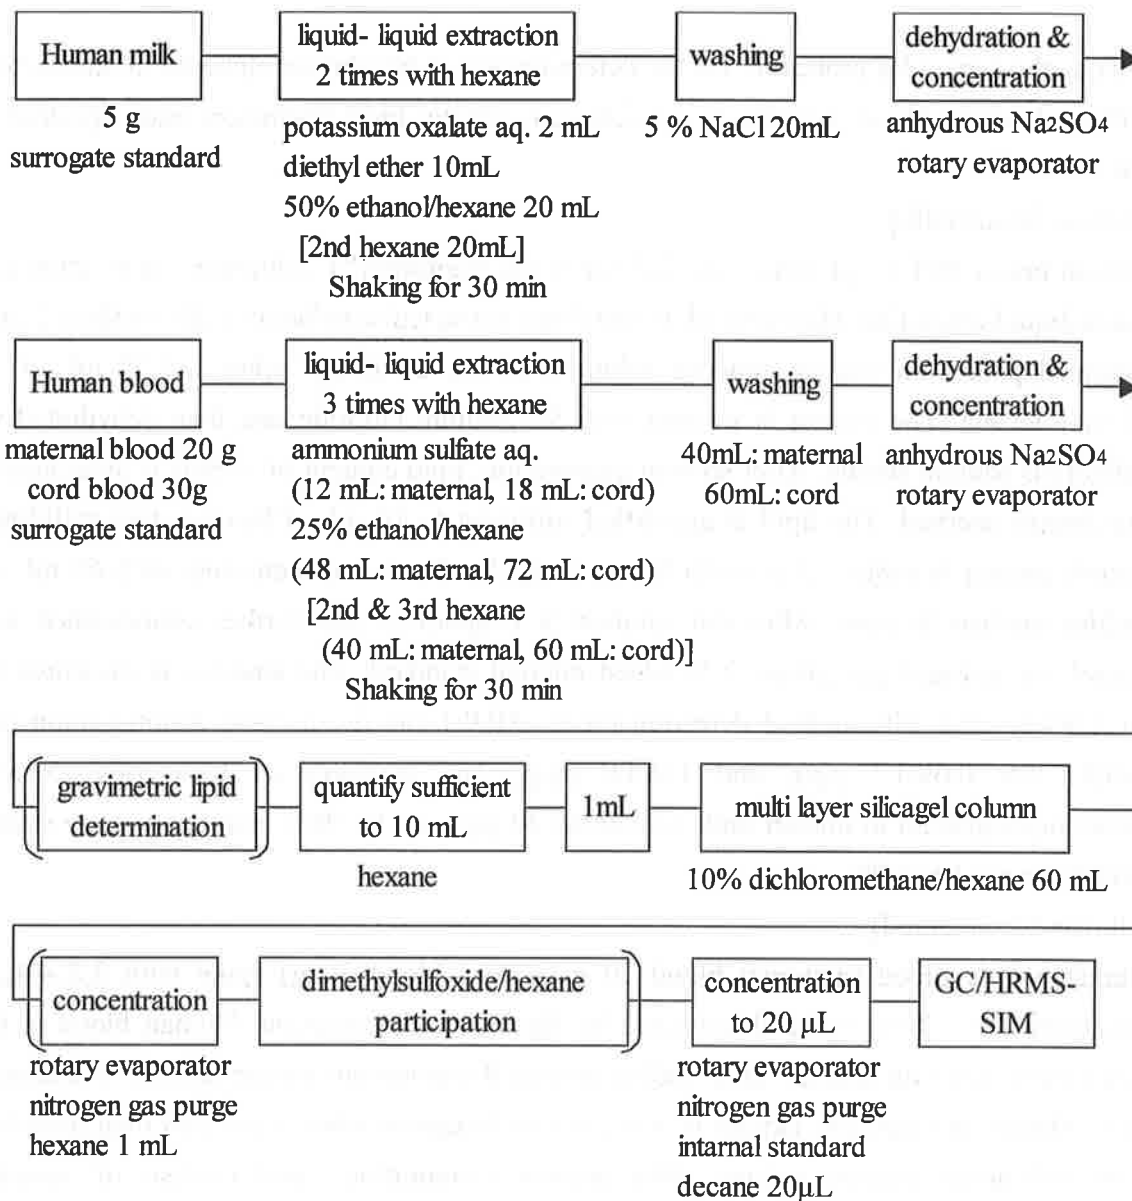 Human milk
5 g
surrogate standard
liquid- liquid extraction
2 times with hexane
potassium oxalate aq. 2 mL
diethyl ether 10mL
50% ethanol/hexane 20 mL
[2nd hexane 20mL]
Shaking for 30 min
washing
5 % NaCl 20mL
dehydration &
concentration
anhydrous Na2SO4
rotary evaporator
Human blood
maternal blood 20 g
cord blood 30g
surrogate standard
liquid- liquid extraction
3 times with hexane
ammonium sulfate aq.
(12 mL: maternal, 18 mL: cord)
25% ethanol/hexane
(48 mL: maternal, 72 mL: cord)
[2nd & 3rd hexane
(40 mL: maternal, 60 mL: cord)]
Shaking for 30 min
washing
40mL: maternal
60mL: cord
dehydration &
concentration
anhydrous Na2SO4
rotary evaporator
gravimetric lipid
determination
quantify sufficient
to 10 mL
hexane
1mL
multi layer silicagel column
10% dichloromethane/hexane 60 mL
concentration
rotary evaporator
nitrogen gas purge
hexane 1 mL
dimethylsulfoxide/hexane
participation
concentration
to 20 µL
rotary evaporator
nitrogen gas purge
internal standard
decane 20µL
GC/HRMS-
SIM